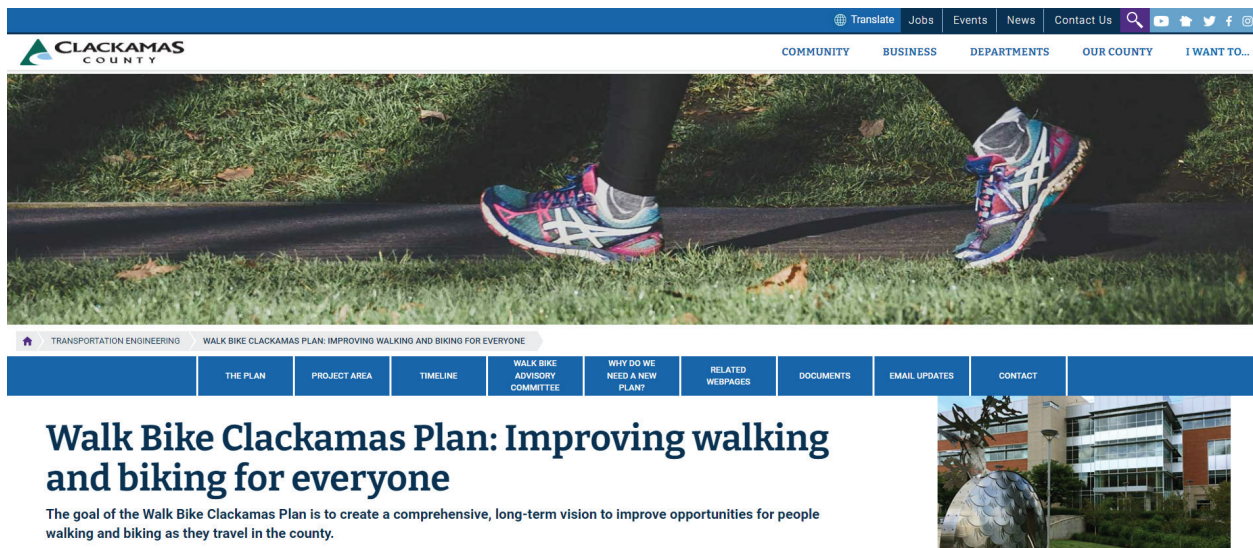 Translate Jobs Events News Contact Us
CLACKAMAS
COUNTY
COMMUNITY BUSINESS DEPARTMENTS OUR COUNTY I WANT TO...
TRANSPORTATION ENGINEERING WALK BIKE CLACKAMAS PLAN: IMPROVING WALKING AND BIKING FOR EVERYONE
THE PLAN
PROJECT AREA
TIMELINE
WALK BIKE
ADVISORY
COMMITTEE
WHY DO WE
NEED A NEW
PLAN?
RELATED
WEBPAGES
DOCUMENTS
EMAIL UPDATES
CONTACT
Walk Bike Clackamas Plan: Improving walking
and biking for everyone
The goal of the Walk Bike Clackamas Plan is to create a comprehensive, long-term vision to improve opportunities for people
walking and biking as they travel in the county.